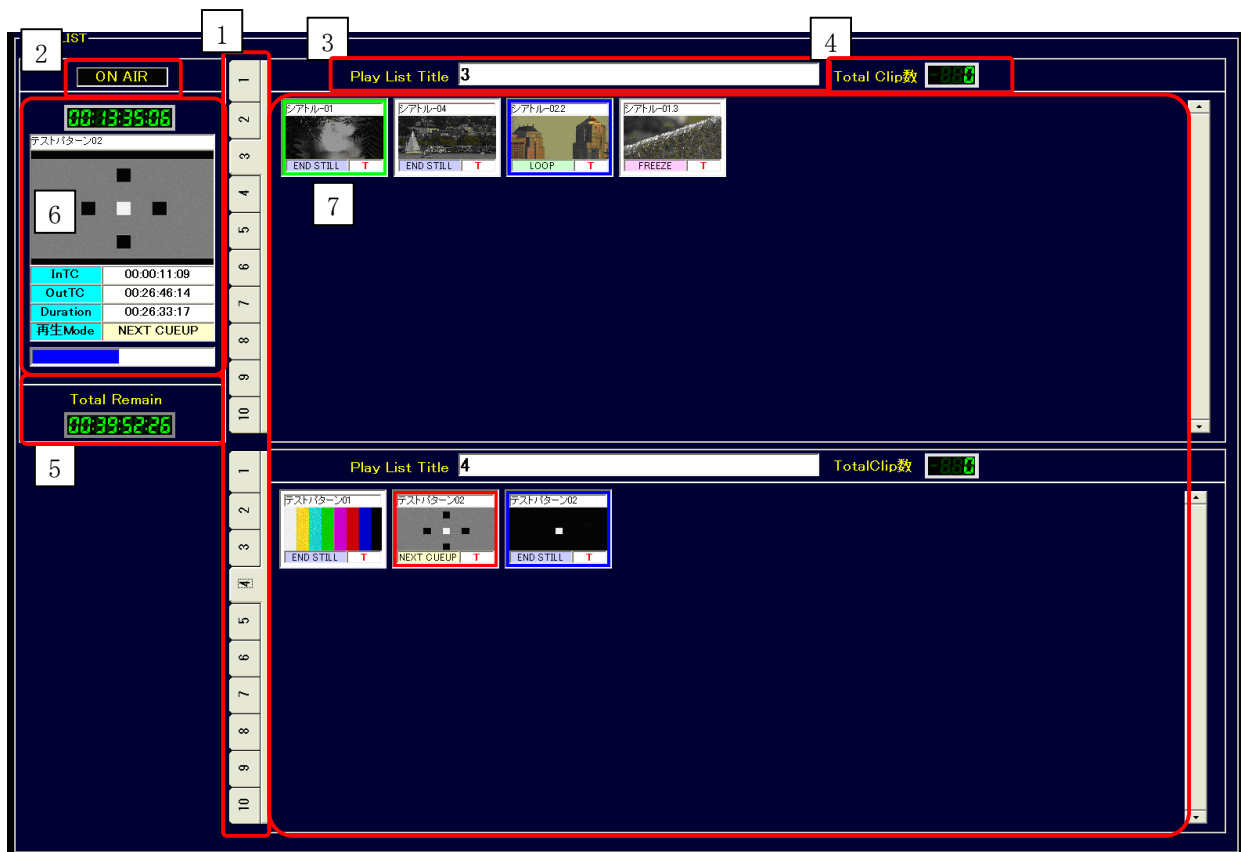 1
2
3
4
IST
ON AIR
Play List Title 3
Total Clip数 0
00:13:35:06
テストパターン02
6
InTC 00:00:11:09
OutTC 00:26:46:14
Duration 00:26:33:17
再生Mode NEXT CUEUP
Total Remain
00:39:52:26
5
1
2
3
4
5
6
7
8
9
10
シアトル-01
END STILL T
シアトル-04
END STILL T
シアトル-02.2
LOOP T
シアトル-01.3
FREEZE T
7
Play List Title 4
TotalClip数 0
1
2
3
4
5
6
7
8
9
10
テストパターン01
END STILL T
テストパターン02
NEXT CUEUP T
テストパターン02
END STILL T